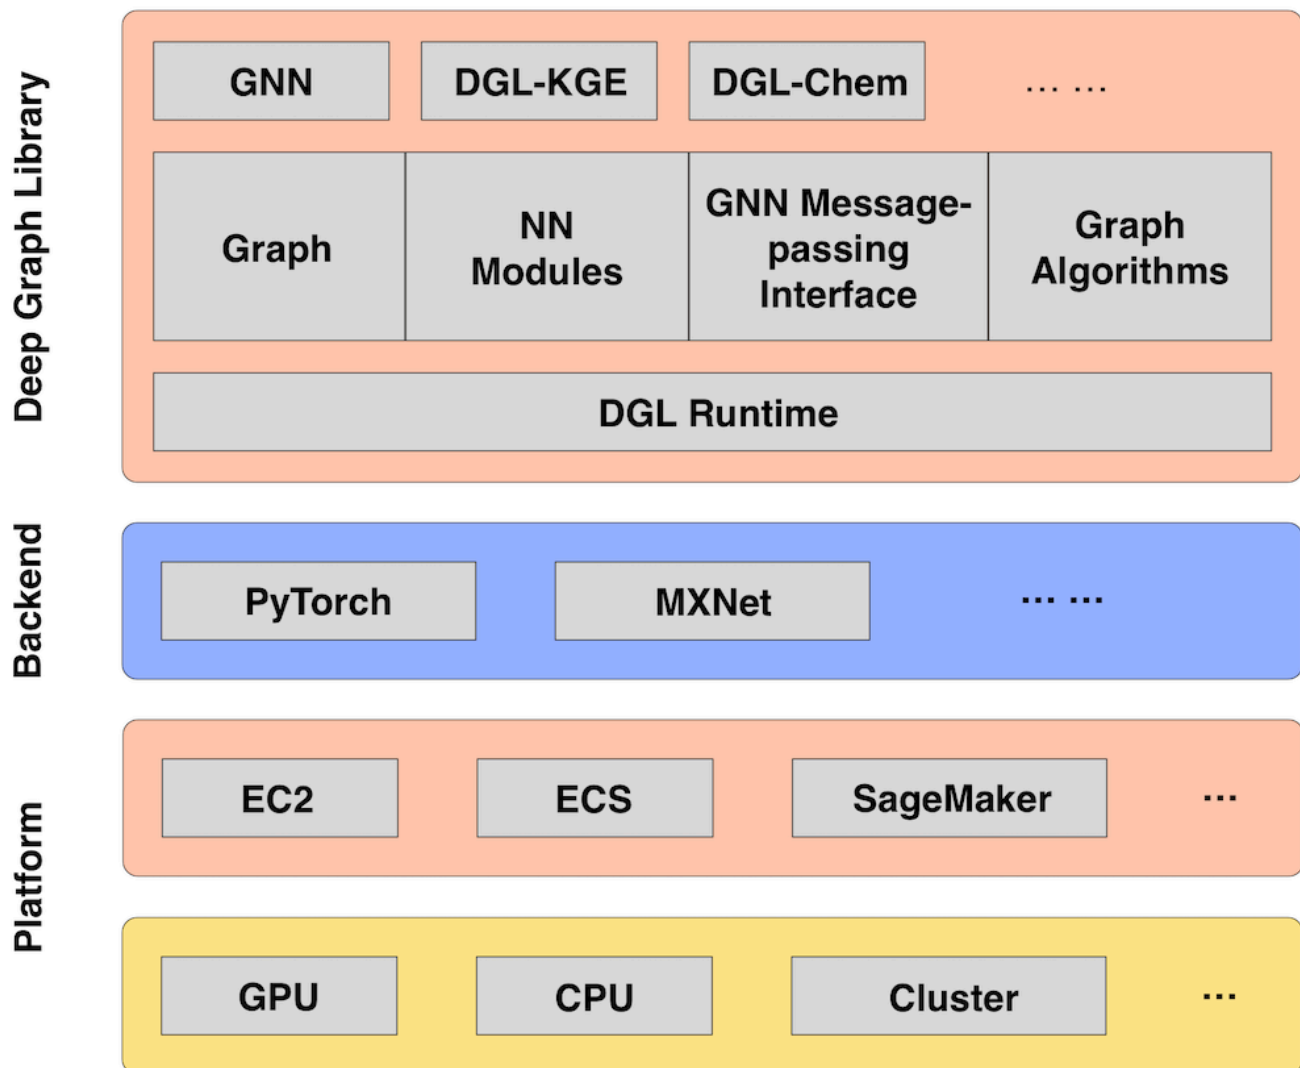 Deep Graph Library
GNN
DGL-KGE
DGL-Chem
... ...
Graph
NN
Modules
GNN Message-
passing
Interface
Graph
Algorithms
DGL Runtime
Backend
PyTorch
MXNet
... ...
Platform
EC2
ECS
SageMaker
...
GPU
CPU
Cluster
...